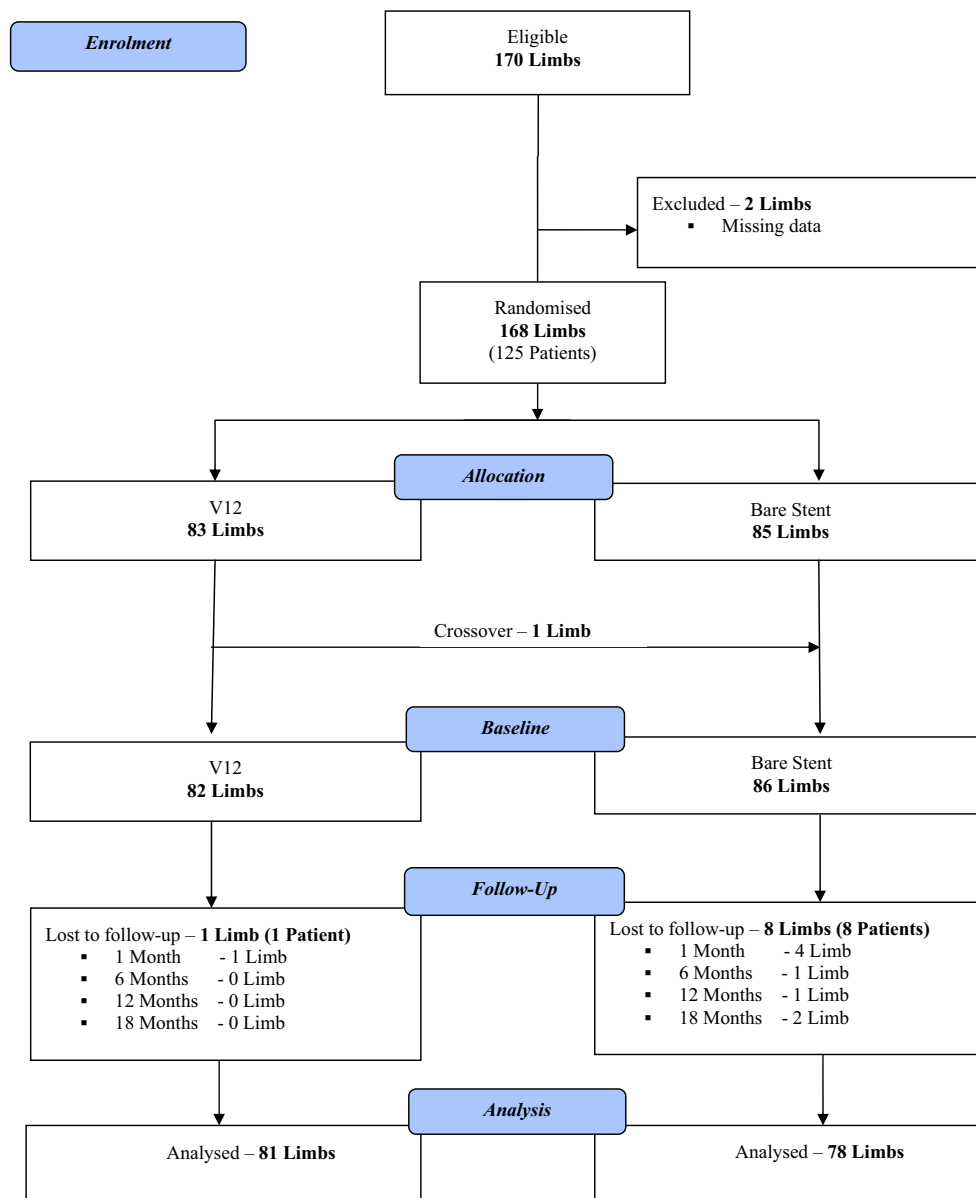 Enrolment
Eligible
170 Limbs
Excluded – 2 Limbs
▪ Missing data
Randomised
168 Limbs
(125 Patients)
Allocation
V12
83 Limbs
Bare Stent
85 Limbs
Crossover – 1 Limb
Baseline
V12
82 Limbs
Bare Stent
86 Limbs
Follow-Up
Lost to follow-up – 1 Limb (1 Patient)
▪ 1 Month - 1 Limb
▪ 6 Months - 0 Limb
▪ 12 Months - 0 Limb
▪ 18 Months - 0 Limb
Lost to follow-up – 8 Limbs (8 Patients)
▪ 1 Month - 4 Limb
▪ 6 Months - 1 Limb
▪ 12 Months - 1 Limb
▪ 18 Months - 2 Limb
Analysis
Analysed – 81 Limbs
Analysed – 78 Limbs